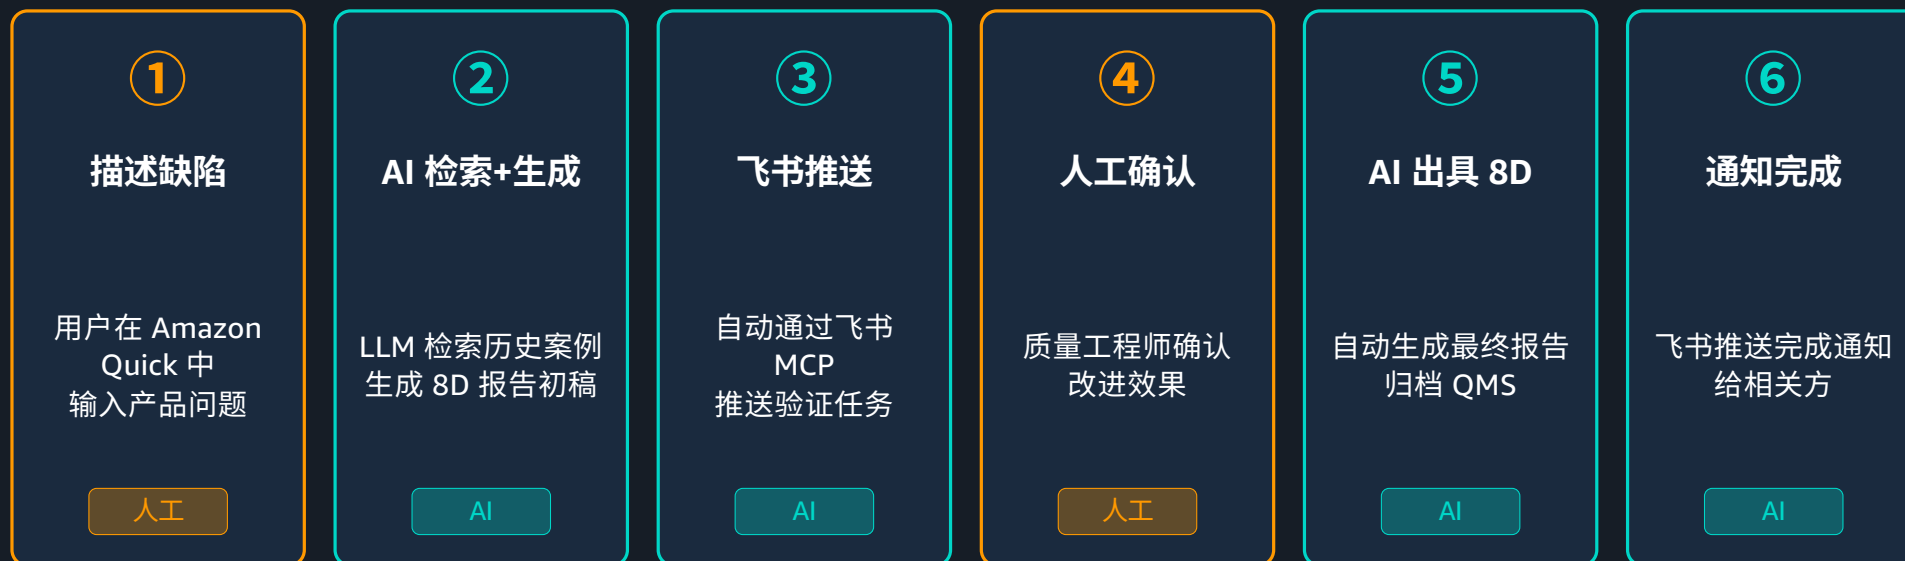 ①
描述缺陷
用户在 Amazon
Quick 中
输入产品问题
人工
②
AI 检索+生成
LLM 检索历史案例
生成 8D 报告初稿
AI
③
飞书推送
自动通过飞书
MCP
推送验证任务
AI
④
人工确认
质量工程师确认
改进效果
人工
⑤
AI 出具 8D
自动生成最终报告
归档 QMS
AI
⑥
通知完成
飞书推送完成通知
给相关方
AI